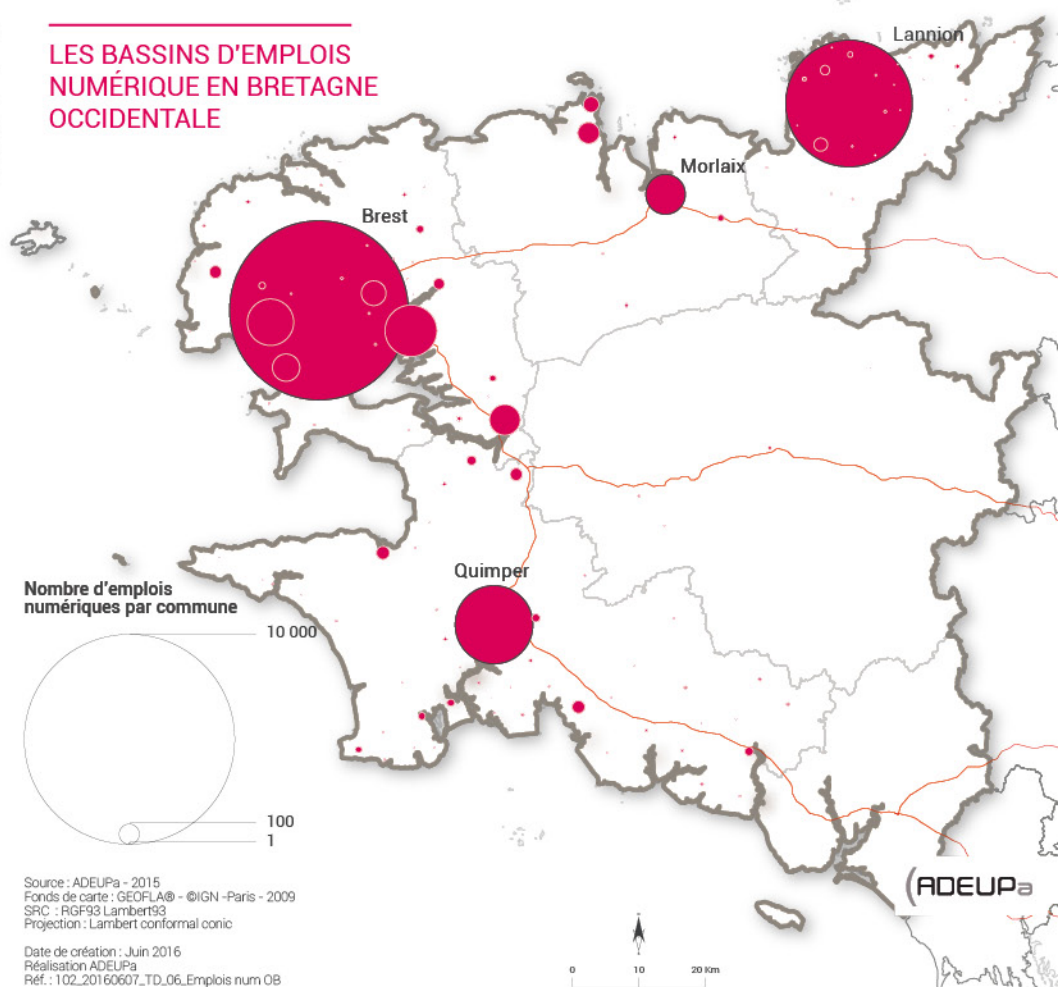 LES BASSINS D'EMPLOIS
NUMÉRIQUE EN BRETAGNE
OCCIDENTALE
Lannion
Morlaix
Brest
Quimper
Nombre d'emplois
numériques par commune
10 000
100
1
Source : ADEUPa - 2015
Fonds de carte : GEOFLA® - ©IGN -Paris - 2009
SRC : RGF93 Lambert93
Projection : Lambert conformal conic
Date de création : Juin 2016
Réalisation ADEUPa
Réf. : 102_20160607_TD_06_Emplois num OB
0 10 20 Km
ADEUPa